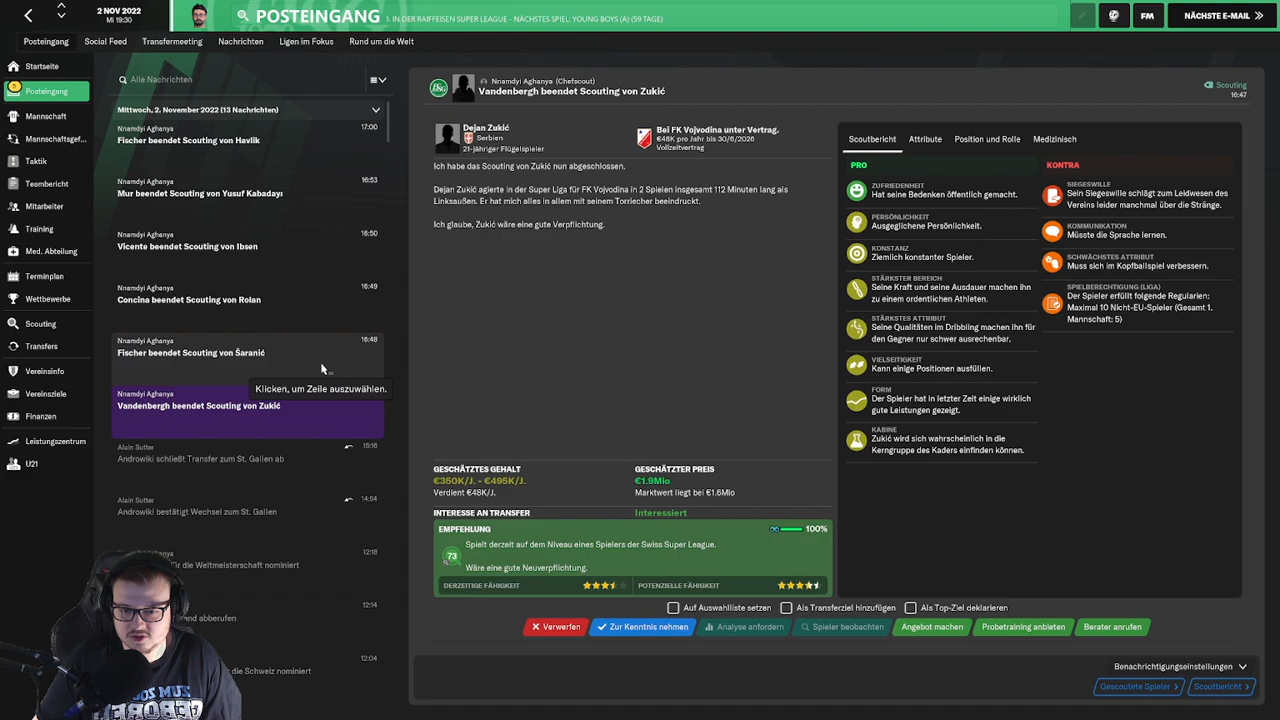 2 NOV 2022
MI 19:30
POSTEINGANG
1. IN DER RAIFFEISEN SUPER LEAGUE - NÄCHSTES SPIEL: YOUNG BOYS (A) (59 TAGE)
FM
NÄCHSTE E-MAIL
Posteingang
Social Feed
Transfermeeting
Nachrichten
Ligen im Fokus
Rund um die Welt
Startseite
Posteingang
Mannschaft
Mannschaftsgef...
Taktik
Teambericht
Mitarbeiter
Training
Med. Abteilung
Terminplan
Wettbewerbe
Scouting
Transfers
Vereinsinfo
Vereinsziele
Finanzen
Leistungszentum
U21
Alle Nachrichten
Mittwoch, 2. November 2022 (13 Nachrichten)
Nnamdyi Aghanya 17:00
Fischer beendet Scouting von Havlik
Nnamdyi Aghanya 16:53
Mur beendet Scouting von Yusuf Kabadayı
Nnamdyi Aghanya 16:50
Vicente beendet Scouting von Ibsen
Nnamdyi Aghanya 16:49
Concina beendet Scouting von Rolan
Nnamdyi Aghanya 16:48
Fischer beendet Scouting von Šaranić
Klicken, um Zeile auszuwählen.
Nnamdyi Aghanya
Vandenbergh beendet Scouting von Zukić
Alain Sutter 15:16
Androwiki schließt Transfer zum St. Gallen ab
Alain Sutter 14:54
Androwiki bestätigt Wechsel zum St. Gallen
12:18
für die Weltmeisterschaft nominiert
12:14
and abberufen
12:04
für die Schweiz nominiert
Nnamdyi Aghanya (Chefscout)
Vandenbergh beendet Scouting von Zukić
Scouting
16:47
Dejan Zukić
Serbien
21-jähriger Flügelspieler
Bei FK Vojvodina unter Vertrag.
€48K pro Jahr bis 30/6/2026
Vollzeitvertrag
Ich habe das Scouting von Zukić nun abgeschlossen.
Dejan Zukić agierte in der Super Liga für FK Vojvodina in 2 Spielen insgesamt 112 Minuten lang als
Linksaußen. Er hat mich alles in allem mit seinem Torriecher beeindruckt.
Ich glaube, Zukić wäre eine gute Verpflichtung.
GESCHÄTZTES GEHALT
€350K/J. - €495K/J.
Verdient €48K/J.
GESCHÄTZTER PREIS
€1.9Mio
Marktwert liegt bei €1.6Mio
INTERESSE AN TRANSFER
Interessiert
EMPFEHLUNG
100%
73
Spielt derzeit auf dem Niveau eines Spielers der Swiss Super League.
Wäre eine gute Neuverpflichtung.
DERZEITIGE FÄHIGKEIT
POTENZIELLE FÄHIGKEIT
Scoutbericht
Attribute
Position und Rolle
Medizinisch
PRO
ZUFRIEDENHEIT
Hat seine Bedenken öffentlich gemacht.
PERSÖNLICHKEIT
Ausgeglichene Persönlichkeit.
KONSTANZ
Ziemlich konstanter Spieler.
STÄRKSTER BEREICH
Seine Kraft und seine Ausdauer machen ihn
zu einem ordentlichen Athleten.
STÄRKSTES ATTRIBUT
Seine Qualitäten im Dribbling machen ihn für
den Gegner nur schwer ausrechenbar.
VIELSEITIGKEIT
Kann einige Positionen ausfüllen.
FORM
Der Spieler hat in letzter Zeit einige wirklich
gute Leistungen gezeigt.
KABINE
Zukić wird sich wahrscheinlich in die
Kerngruppe des Kaders einfinden können.
KONTRA
SIEGESWILLE
Sein Siegeswille schlägt zum Leidwesen des
Vereins leider manchmal über die Stränge.
KOMMUNIKATION
Müsste die Sprache lernen.
SCHWÄCHSTES ATTRIBUT
Muss sich im Kopfballspiel verbessern.
SPIELBERECHTIGUNG (LIGA)
Der Spieler erfüllt folgende Regularien:
Maximal 10 Nicht-EU-Spieler (Gesamt 1.
Mannschaft: 5)
Auf Auswahlliste setzen
Als Transferziel hinzufügen
Als Top-Ziel deklarieren
Verwerfen
Zur Kenntnis nehmen
Analyse anfordern
Spieler beobachten
Angebot machen
Probetraining anbieten
Berater anrufen
Benachrichtigungseinstellungen
Gescoutete Spieler
Scoutbericht